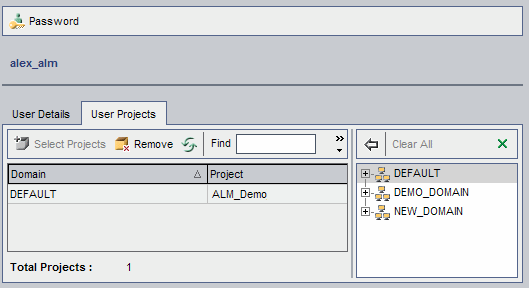 Password
alex_alm
User Details User Projects
Select Projects Remove Find Clear All
Domain Project
DEFAULT ALM_Demo
Total Projects : 1
DEFAULT
DEMO_DOMAIN
NEW_DOMAIN